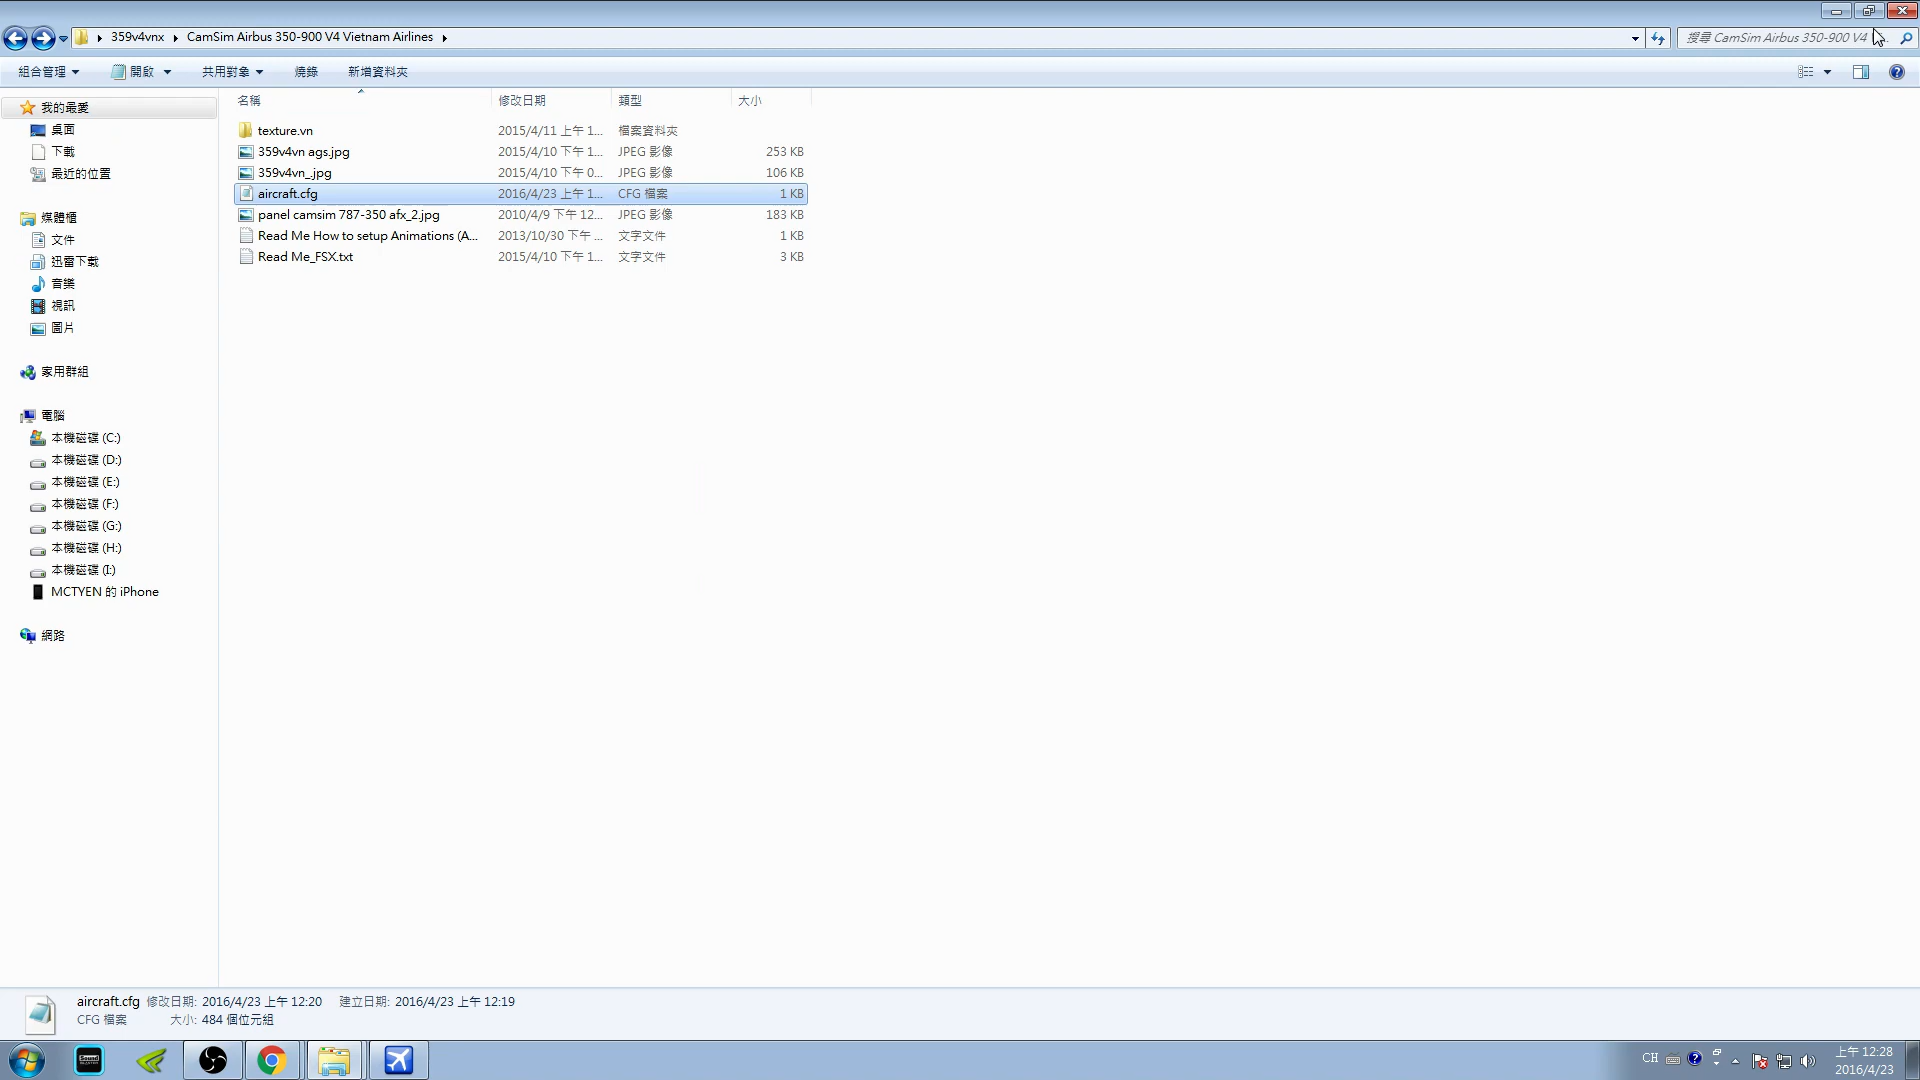 359v4vnx ▸ CamSim Airbus 350-900 V4 Vietnam Airlines
搜尋 CamSim Airbus 350-900 V4
組合管理 開啟 共用對象 燒錄 新增資料夾
名稱 修改日期 類型 大小
texture.vn 2015/4/11 上午 1... 檔案資料夾
359v4vn ags.jpg 2015/4/10 下午 1... JPEG 影像 253 KB
359v4vn_.jpg 2015/4/10 下午 0... JPEG 影像 106 KB
aircraft.cfg 2016/4/23 上午 1... CFG 檔案 1 KB
panel camsim 787-350 afx_2.jpg 2010/4/9 下午 12... JPEG 影像 183 KB
Read Me How to setup Animations (A... 2013/10/30 下午 ... 文字文件 1 KB
Read Me_FSX.txt 2015/4/10 下午 1... 文字文件 3 KB
我的最愛
桌面
下載
最近的位置
媒體櫃
文件
迅雷下载
音樂
視訊
圖片
家用群組
電腦
本機磁碟 (C:)
本機磁碟 (D:)
本機磁碟 (E:)
本機磁碟 (F:)
本機磁碟 (G:)
本機磁碟 (H:)
本機磁碟 (I:)
MCTYEN 的 iPhone
網路
aircraft.cfg 修改日期: 2016/4/23 上午 12:20 建立日期: 2016/4/23 上午 12:19
CFG 檔案 大小: 484 個位元組
CH
上午 12:28
2016/4/23